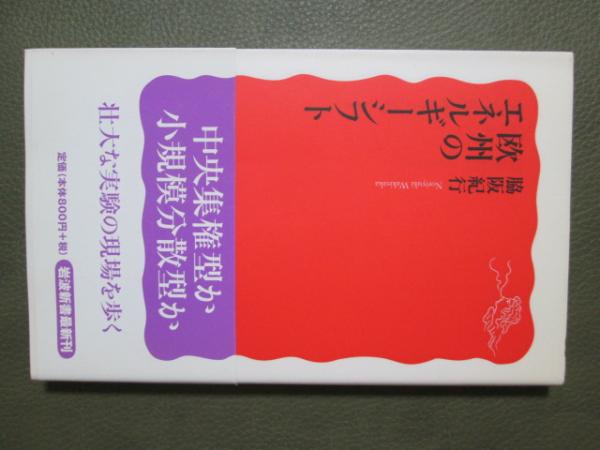 欧州の
エネルギーシフト
脇阪紀行
Noriyuki Wakisaka
中央集権型か
小規模分散型か
壮大な実験の現場を歩く
定価(本体800円+税)
岩波新書最新刊